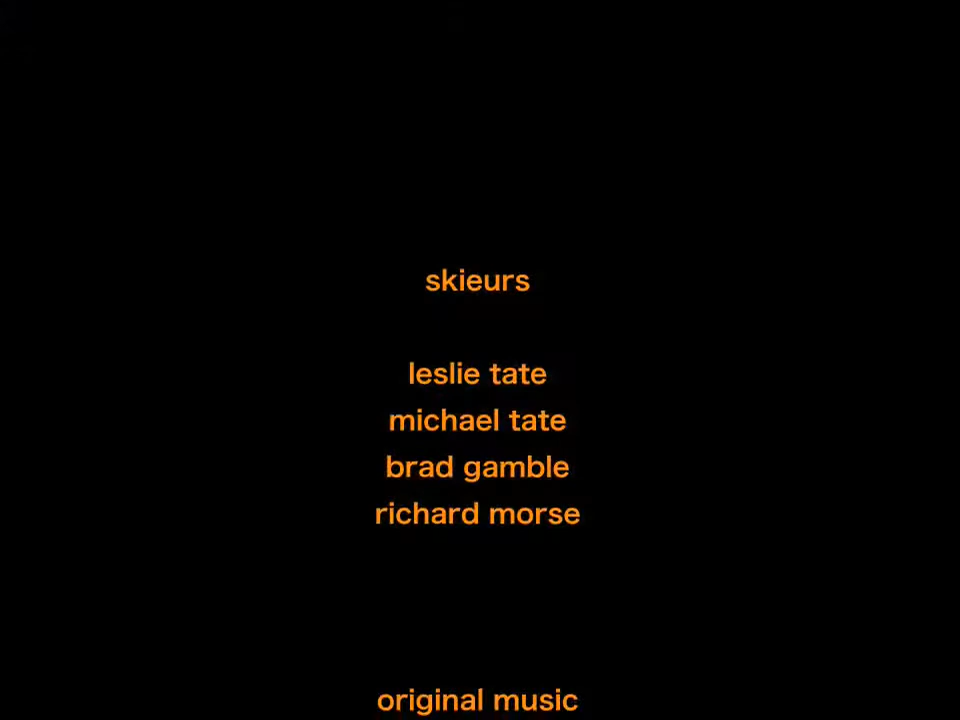 skieurs
leslie tate
michael tate
brad gamble
richard morse
original music